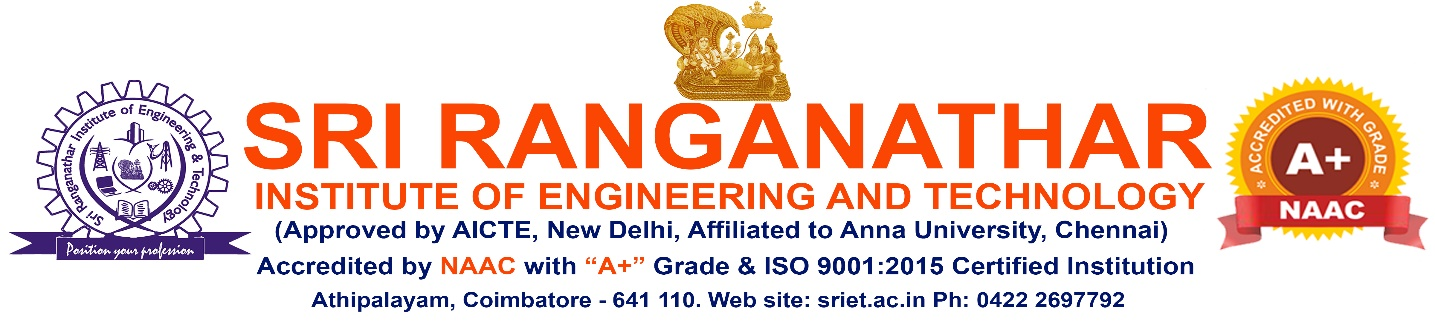 SRI RANGANATHAR
INSTITUTE OF ENGINEERING AND TECHNOLOGY
(Approved by AICTE, New Delhi, Affiliated to Anna University, Chennai)
Accredited by NAAC with “A+” Grade & ISO 9001:2015 Certified Institution
Athipalayam, Coimbatore - 641 110. Web site: sriet.ac.in Ph: 0422 2697792
Sri Ranganathar Institute of Engineering & Technology
Position your profession
ACCREDITED WITH GRADE
A+
NAAC